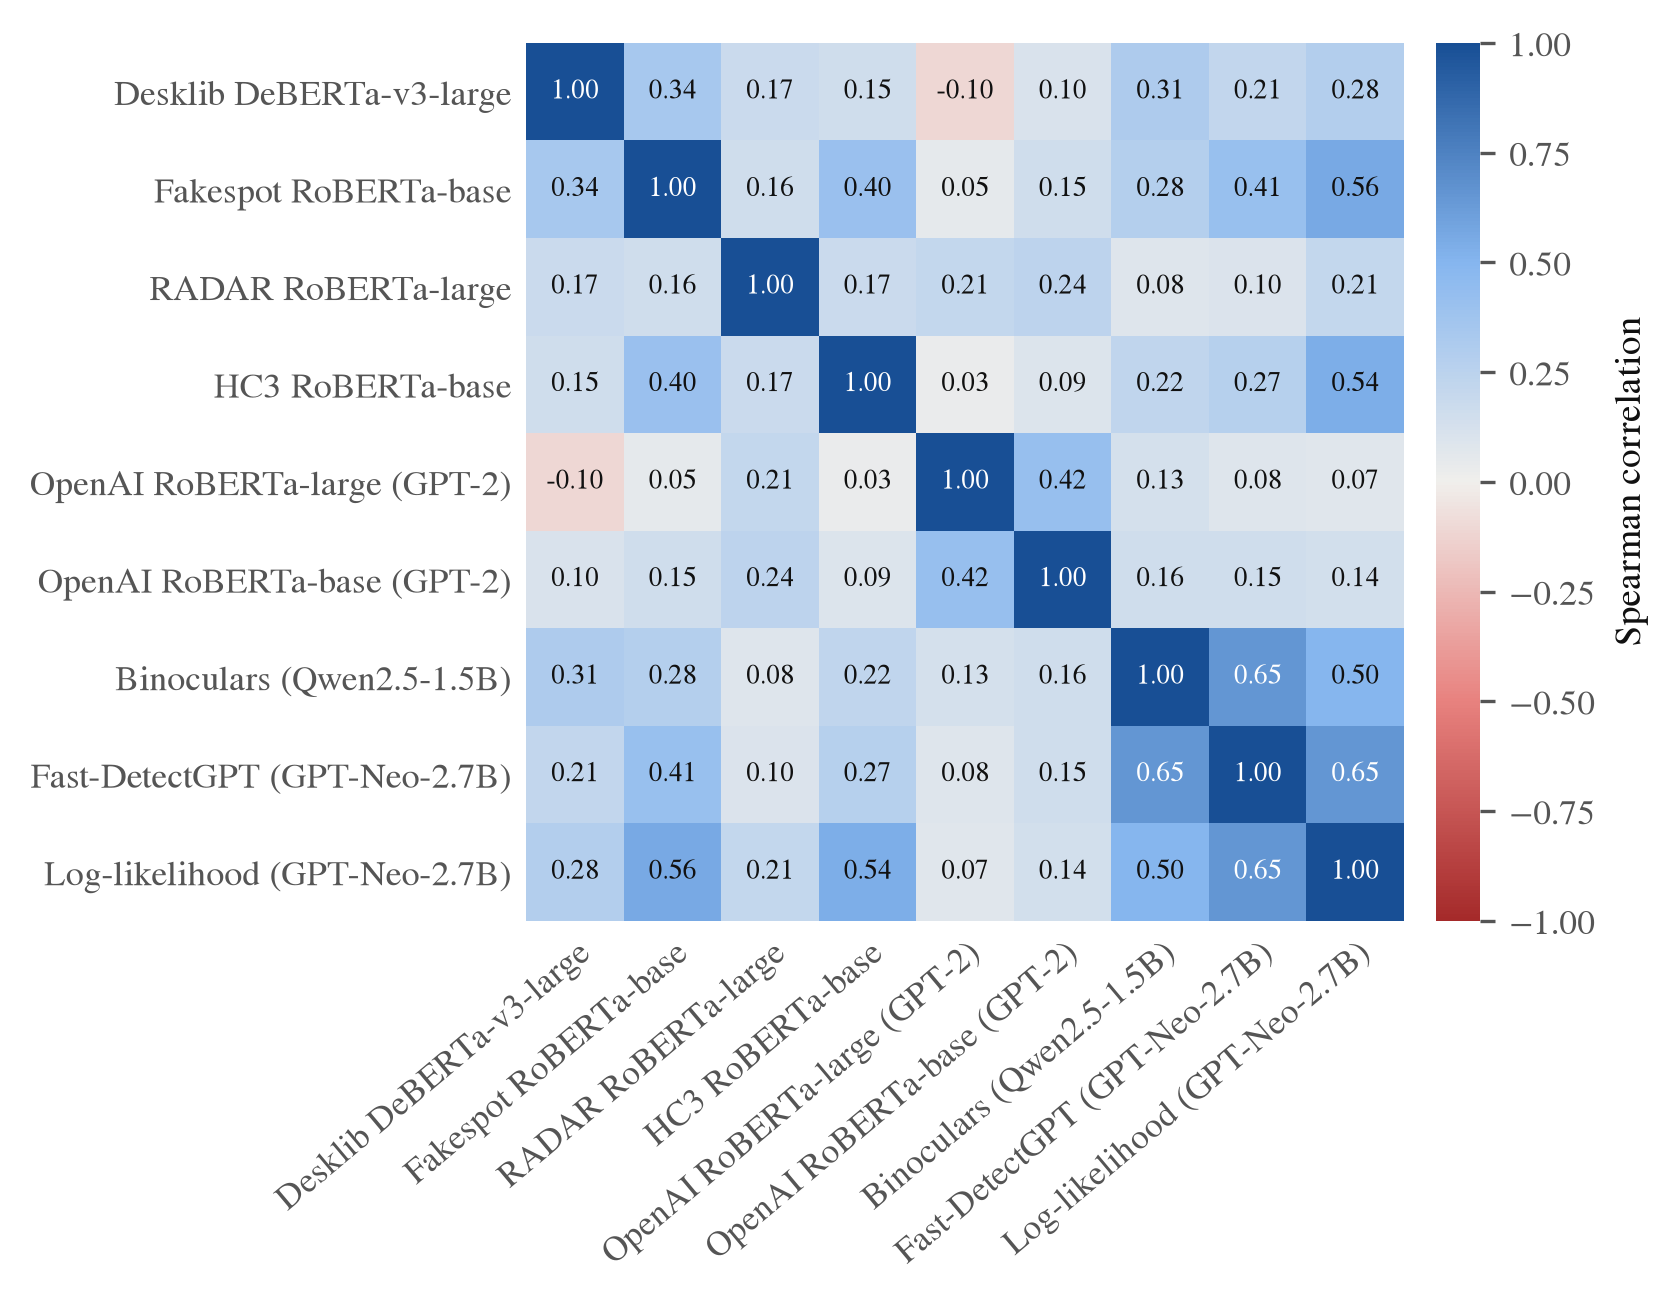 Desklib DeBERTa-v3-large 1.00 0.34 0.17 0.15 -0.10 0.10 0.31 0.21 0.28
Fakespot RoBERTa-base 0.34 1.00 0.16 0.40 0.05 0.15 0.28 0.41 0.56
RADAR RoBERTa-large 0.17 0.16 1.00 0.17 0.21 0.24 0.08 0.10 0.21
HC3 RoBERTa-base 0.15 0.40 0.17 1.00 0.03 0.09 0.22 0.27 0.54
OpenAI RoBERTa-large (GPT-2) -0.10 0.05 0.21 0.03 1.00 0.42 0.13 0.08 0.07
OpenAI RoBERTa-base (GPT-2) 0.10 0.15 0.24 0.09 0.42 1.00 0.16 0.15 0.14
Binoculars (Qwen2.5-1.5B) 0.31 0.28 0.08 0.22 0.13 0.16 1.00 0.65 0.50
Fast-DetectGPT (GPT-Neo-2.7B) 0.21 0.41 0.10 0.27 0.08 0.15 0.65 1.00 0.65
Log-likelihood (GPT-Neo-2.7B) 0.28 0.56 0.21 0.54 0.07 0.14 0.50 0.65 1.00
Desklib DeBERTa-v3-large
Fakespot RoBERTa-base
RADAR RoBERTa-large
HC3 RoBERTa-base
OpenAI RoBERTa-large (GPT-2)
OpenAI RoBERTa-base (GPT-2)
Binoculars (Qwen2.5-1.5B)
Fast-DetectGPT (GPT-Neo-2.7B)
Log-likelihood (GPT-Neo-2.7B)
1.00
0.75
0.50
0.25
0.00
−0.25
−0.50
−0.75
−1.00
Spearman correlation